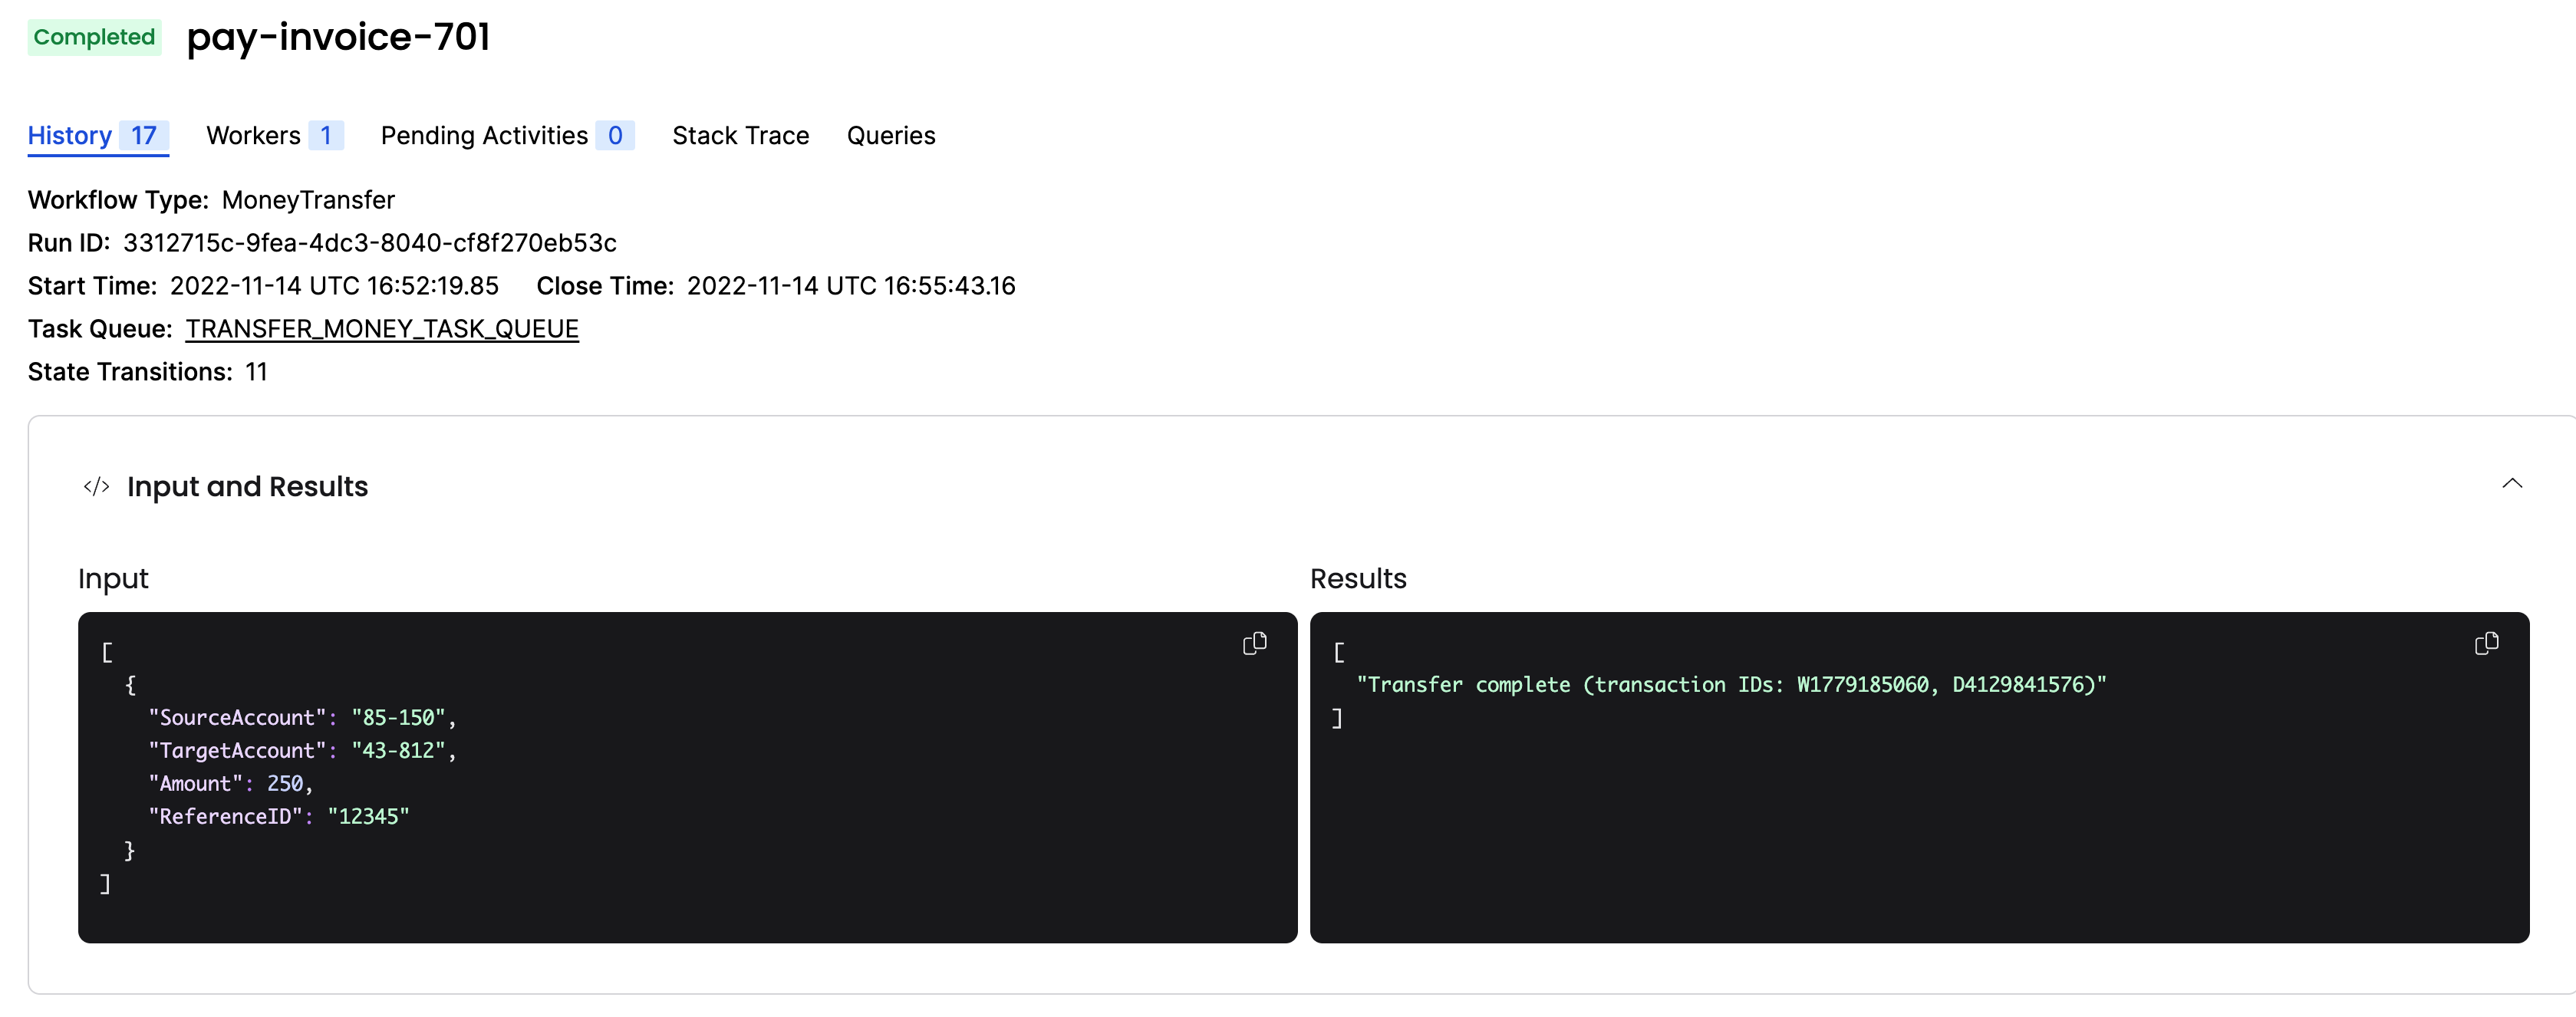 Completed pay-invoice-701
History 17 Workers 1 Pending Activities 0 Stack Trace Queries
Workflow Type: MoneyTransfer
Run ID: 3312715c-9fea-4dc3-8040-cf8f270eb53c
Start Time: 2022-11-14 UTC 16:52:19.85 Close Time: 2022-11-14 UTC 16:55:43.16
Task Queue: TRANSFER_MONEY_TASK_QUEUE
State Transitions: 11
</> Input and Results
Input
[
{
"SourceAccount": "85-150",
"TargetAccount": "43-812",
"Amount": 250,
"ReferenceID": "12345"
}
]
Results
[
"Transfer complete (transaction IDs: W1779185060, D4129841576)"
]